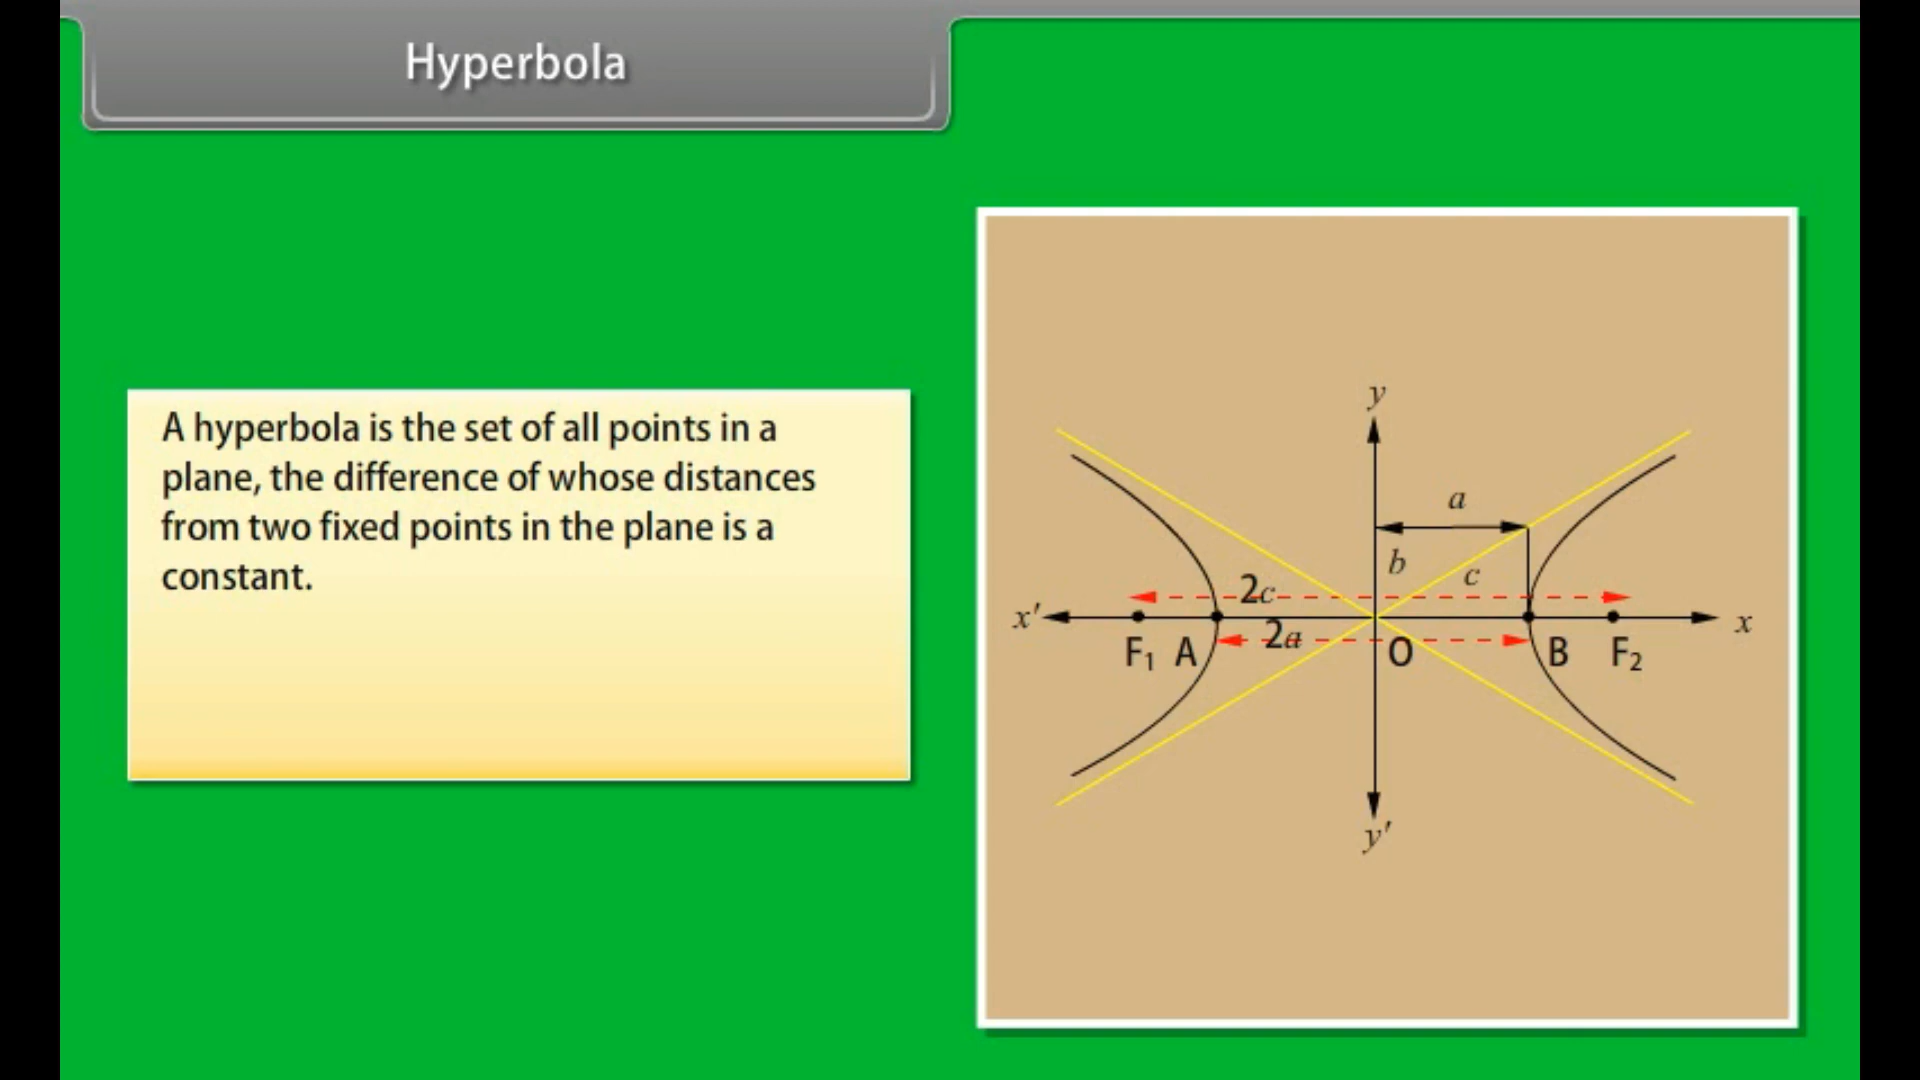 Hyperbola
A hyperbola is the set of all points in a
plane, the difference of whose distances
from two fixed points in the plane is a
constant.
y
a
b
c
2c
x′
x
2a
F₁ A O B F₂
y′